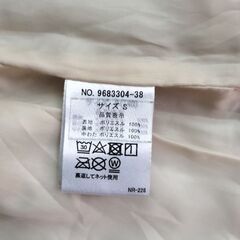 NO. 9683304-38
サイズ S
品質表示
表地 ポリエステル 100%
裏地 ポリエステル 100%
中わた ポリエステル 100%
30
裏返してネット使用
NR-228